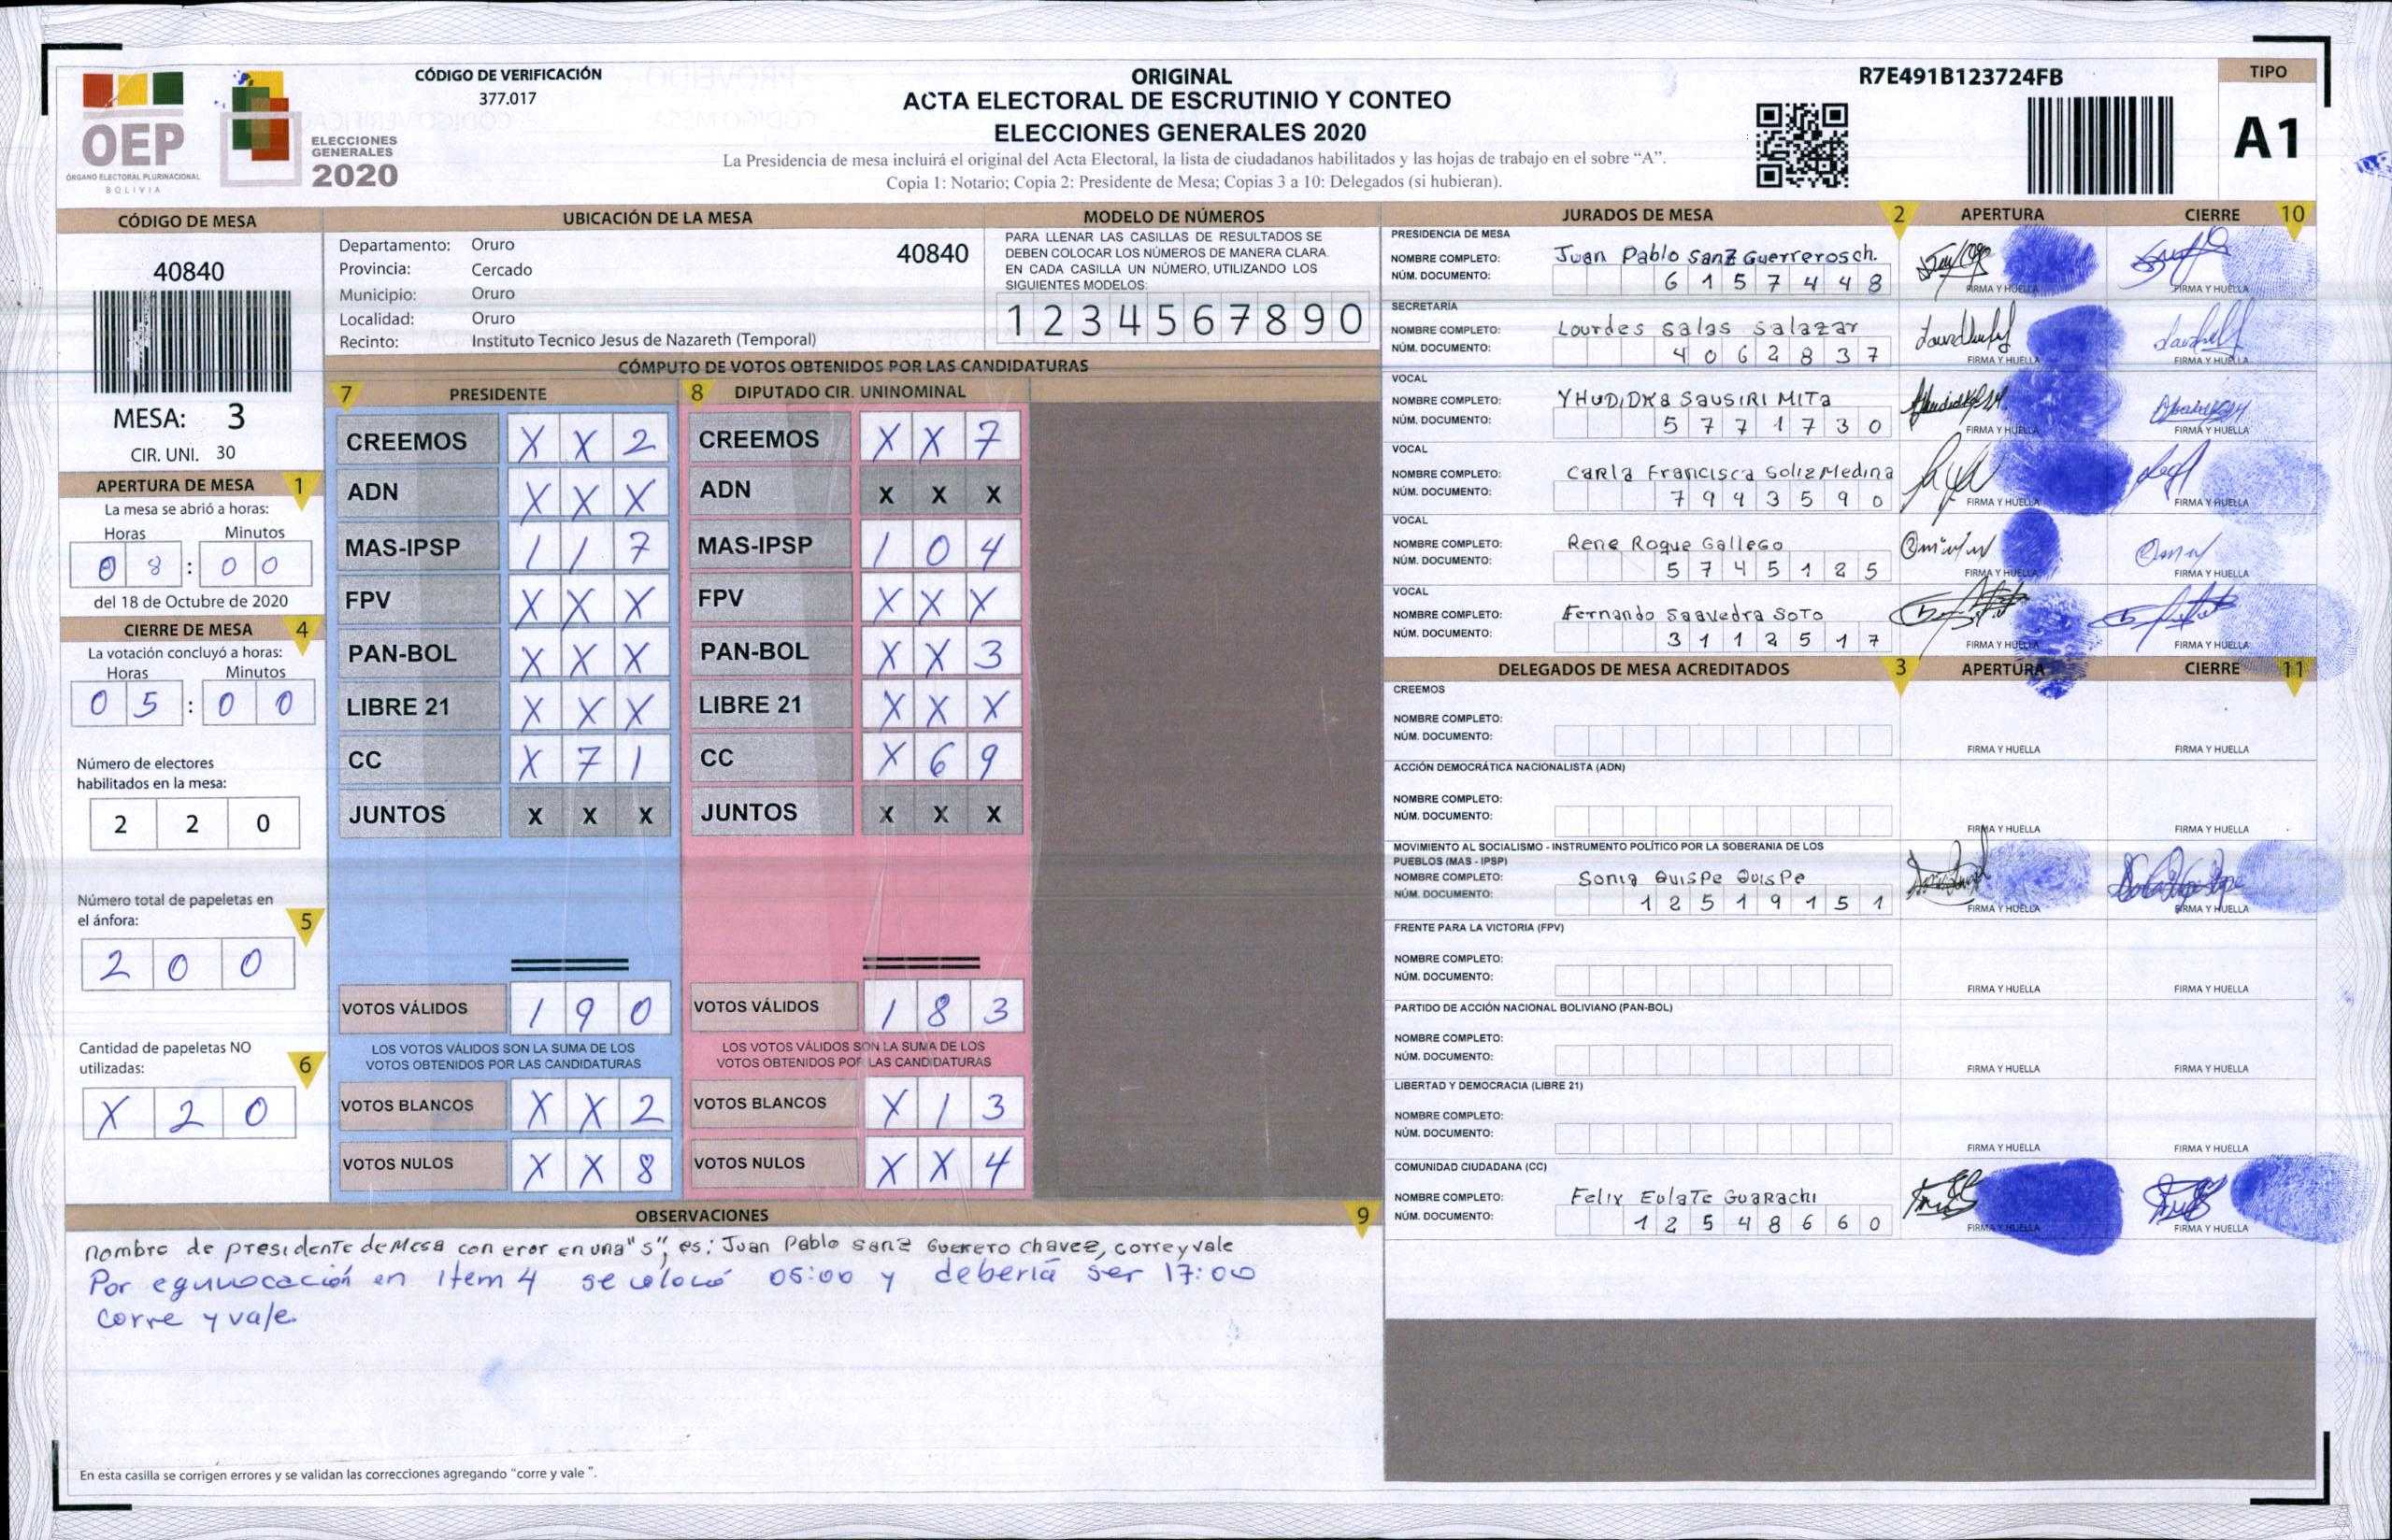 CÓDIGO DE VERIFICACIÓN
377.017
OEP
ÓRGANO ELECTORAL PLURINACIONAL
BOLIVIA
ELECCIONES
GENERALES
2020
ORIGINAL
ACTA ELECTORAL DE ESCRUTINIO Y CONTEO
ELECCIONES GENERALES 2020
La Presidencia de mesa incluirá el original del Acta Electoral, la lista de ciudadanos habilitados y las hojas de trabajo en el sobre “A”.
Copia 1: Notario; Copia 2: Presidente de Mesa; Copias 3 a 10: Delegados (si hubieran).
R7E491B123724FB
TIPO
A1
CÓDIGO DE MESA
40840
MESA: 3
CIR. UNI. 30
APERTURA DE MESA 1
La mesa se abrió a horas:
Horas Minutos
0 8 : 0 0
del 18 de Octubre de 2020
CIERRE DE MESA 4
La votación concluyó a horas:
Horas Minutos
0 5 : 0 0
Número de electores
habilitados en la mesa:
2 2 0
Número total de papeletas en
el ánfora: 5
2 0 0
Cantidad de papeletas NO
utilizadas: 6
X 2 0
UBICACIÓN DE LA MESA
Departamento: Oruro 40840
Provincia: Cercado
Municipio: Oruro
Localidad: Oruro
Recinto: Instituto Tecnico Jesus de Nazareth (Temporal)
MODELO DE NÚMEROS
PARA LLENAR LAS CASILLAS DE RESULTADOS SE
DEBEN COLOCAR LOS NÚMEROS DE MANERA CLARA.
EN CADA CASILLA UN NÚMERO, UTILIZANDO LOS
SIGUIENTES MODELOS:
1 2 3 4 5 6 7 8 9 0
CÓMPUTO DE VOTOS OBTENIDOS POR LAS CANDIDATURAS
7 PRESIDENTE
CREEMOS X X 2
ADN X X X
MAS-IPSP 1 1 7
FPV X X X
PAN-BOL X X X
LIBRE 21 X X X
CC X 7 1
JUNTOS X X X
VOTOS VÁLIDOS 1 9 0
LOS VOTOS VÁLIDOS SON LA SUMA DE LOS
VOTOS OBTENIDOS POR LAS CANDIDATURAS
VOTOS BLANCOS X X 2
VOTOS NULOS X X 8
8 DIPUTADO CIR. UNINOMINAL
CREEMOS X X 7
ADN X X X
MAS-IPSP 1 0 4
FPV X X X
PAN-BOL X X 3
LIBRE 21 X X X
CC X 6 9
JUNTOS X X X
VOTOS VÁLIDOS 1 8 3
LOS VOTOS VÁLIDOS SON LA SUMA DE LOS
VOTOS OBTENIDOS POR LAS CANDIDATURAS
VOTOS BLANCOS X 1 3
VOTOS NULOS X X 4
JURADOS DE MESA 2 APERTURA CIERRE 10
PRESIDENCIA DE MESA
NOMBRE COMPLETO: Juan Pablo Sanz Guerreros ch.
NÚM. DOCUMENTO: 6 1 5 7 4 4 8
FIRMA Y HUELLA FIRMA Y HUELLA
SECRETARÍA
NOMBRE COMPLETO: Lourdes Salas Salazar
NÚM. DOCUMENTO: 4 0 6 2 8 3 7
FIRMA Y HUELLA FIRMA Y HUELLA
VOCAL
NOMBRE COMPLETO: YHUDIDKA SAUSIRI MITA
NÚM. DOCUMENTO: 5 7 7 1 7 3 0
FIRMA Y HUELLA FIRMA Y HUELLA
VOCAL
NOMBRE COMPLETO: Carla Francisca Soliz Medina
NÚM. DOCUMENTO: 7 9 4 3 5 9 0
FIRMA Y HUELLA FIRMA Y HUELLA
VOCAL
NOMBRE COMPLETO: Rene Roque Gallego
NÚM. DOCUMENTO: 5 7 4 5 1 2 5
FIRMA Y HUELLA FIRMA Y HUELLA
VOCAL
NOMBRE COMPLETO: Fernando Saavedra Soto
NÚM. DOCUMENTO: 3 1 1 2 5 1 7
FIRMA Y HUELLA FIRMA Y HUELLA
DELEGADOS DE MESA ACREDITADOS 3 APERTURA CIERRE 11
CREEMOS
NOMBRE COMPLETO:
NÚM. DOCUMENTO:
FIRMA Y HUELLA FIRMA Y HUELLA
ACCIÓN DEMOCRÁTICA NACIONALISTA (ADN)
NOMBRE COMPLETO:
NÚM. DOCUMENTO:
FIRMA Y HUELLA FIRMA Y HUELLA
MOVIMIENTO AL SOCIALISMO - INSTRUMENTO POLÍTICO POR LA SOBERANIA DE LOS
PUEBLOS (MAS - IPSP)
NOMBRE COMPLETO: Sonia Quispe Quispe
NÚM. DOCUMENTO: 1 2 5 1 9 1 5 1
FIRMA Y HUELLA FIRMA Y HUELLA
FRENTE PARA LA VICTORIA (FPV)
NOMBRE COMPLETO:
NÚM. DOCUMENTO:
FIRMA Y HUELLA FIRMA Y HUELLA
PARTIDO DE ACCIÓN NACIONAL BOLIVIANO (PAN-BOL)
NOMBRE COMPLETO:
NÚM. DOCUMENTO:
FIRMA Y HUELLA FIRMA Y HUELLA
LIBERTAD Y DEMOCRACIA (LIBRE 21)
NOMBRE COMPLETO:
NÚM. DOCUMENTO:
FIRMA Y HUELLA FIRMA Y HUELLA
COMUNIDAD CIUDADANA (CC)
NOMBRE COMPLETO: Felix Eulate Guarachi
NÚM. DOCUMENTO: 1 2 5 4 8 6 6 0
FIRMA Y HUELLA FIRMA Y HUELLA
OBSERVACIONES 9
nombre de presidente de Mesa con eror en una "s", es: Juan Pablo Sanz Guerrero Chavez, corre y vale
Por equivocación en item 4 se colocó 05:00 y debería ser 17:00
corre y vale
En esta casilla se corrigen errores y se validan las correcciones agregando “corre y vale ”.